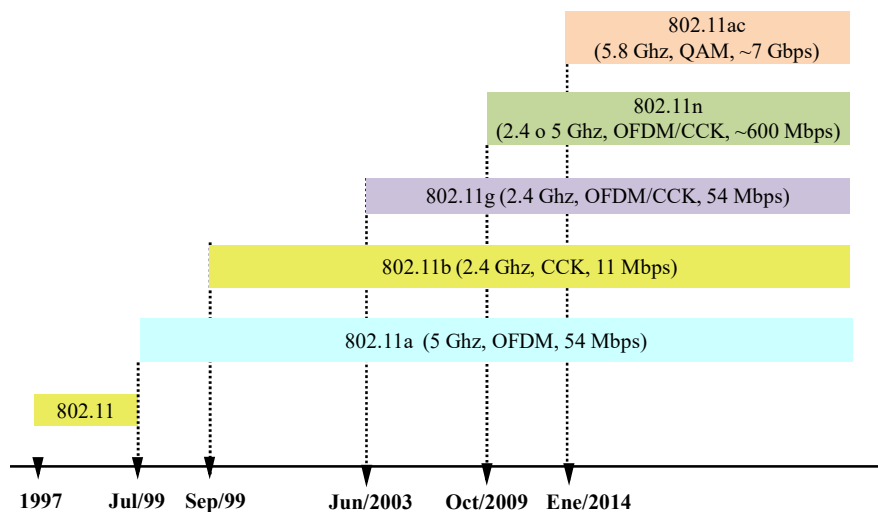 802.11ac
(5.8 Ghz, QAM, ~7 Gbps)
802.11n
(2.4 o 5 Ghz, OFDM/CCK, ~600 Mbps)
802.11g (2.4 Ghz, OFDM/CCK, 54 Mbps)
802.11b (2.4 Ghz, CCK, 11 Mbps)
802.11a (5 Ghz, OFDM, 54 Mbps)
802.11
1997 Jul/99 Sep/99 Jun/2003 Oct/2009 Ene/2014